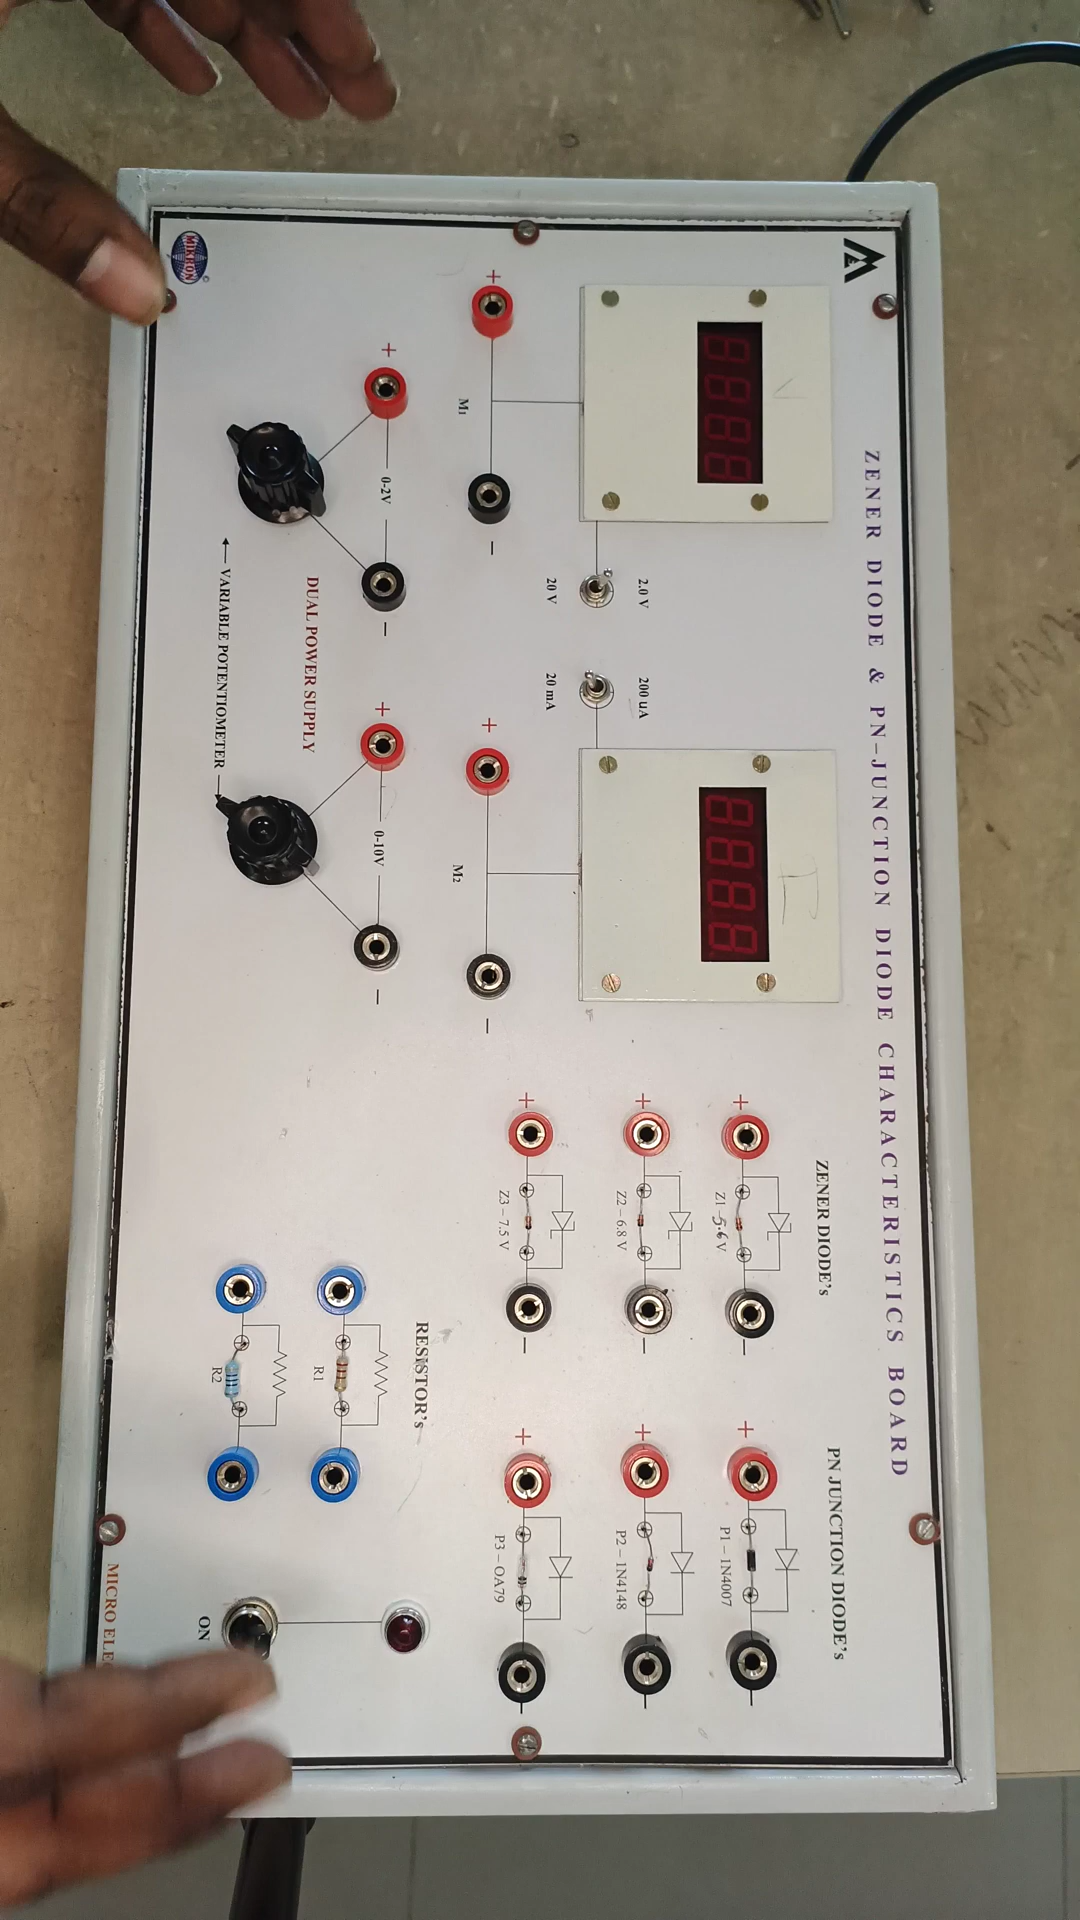 ZENER DIODE & PN-JUNCTION DIODE CHARACTERISTICS BOARD
V
I
2.0 V
20 V
200 uA
20 mA
+
M1
−
+
M2
−
+
0-2V
−
+
0-10V
−
DUAL POWER SUPPLY
VARIABLE POTENTIOMETER
MIKRON
ZENER DIODE's
+
Z1 – 5.6 V
−
+
Z2 – 6.8 V
−
+
Z3 – 7.5 V
−
PN JUNCTION DIODE's
+
P1 – 1N4007
−
+
P2 – 1N4148
−
+
P3 – OA79
−
RESISTOR's
R1
R2
ON
MICRO